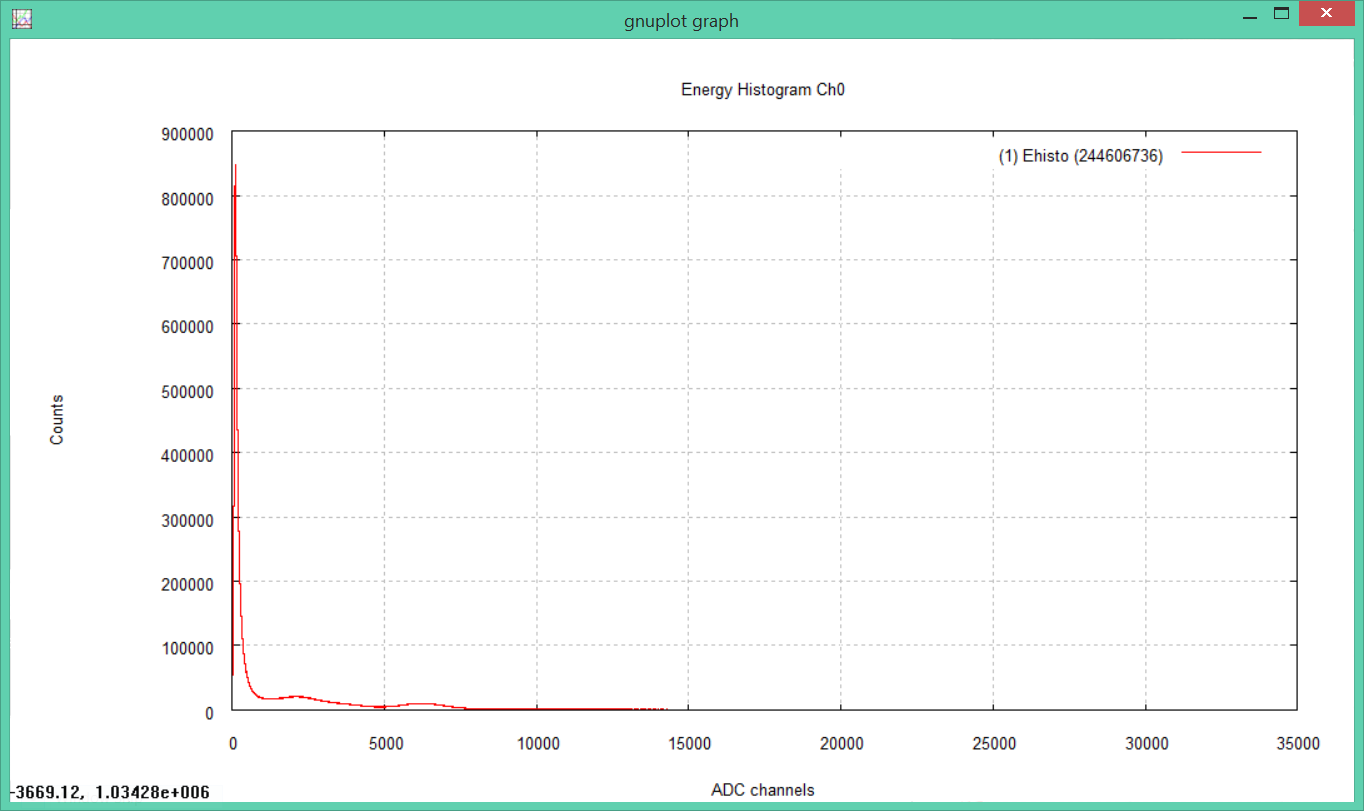 gnuplot graph
Energy Histogram Ch0
(1) Ehisto (244606736)
900000
800000
700000
600000
500000
400000
300000
200000
100000
0
Counts
0 5000 10000 15000 20000 25000 30000 35000
ADC channels
-3669.12, 1.03428e+006